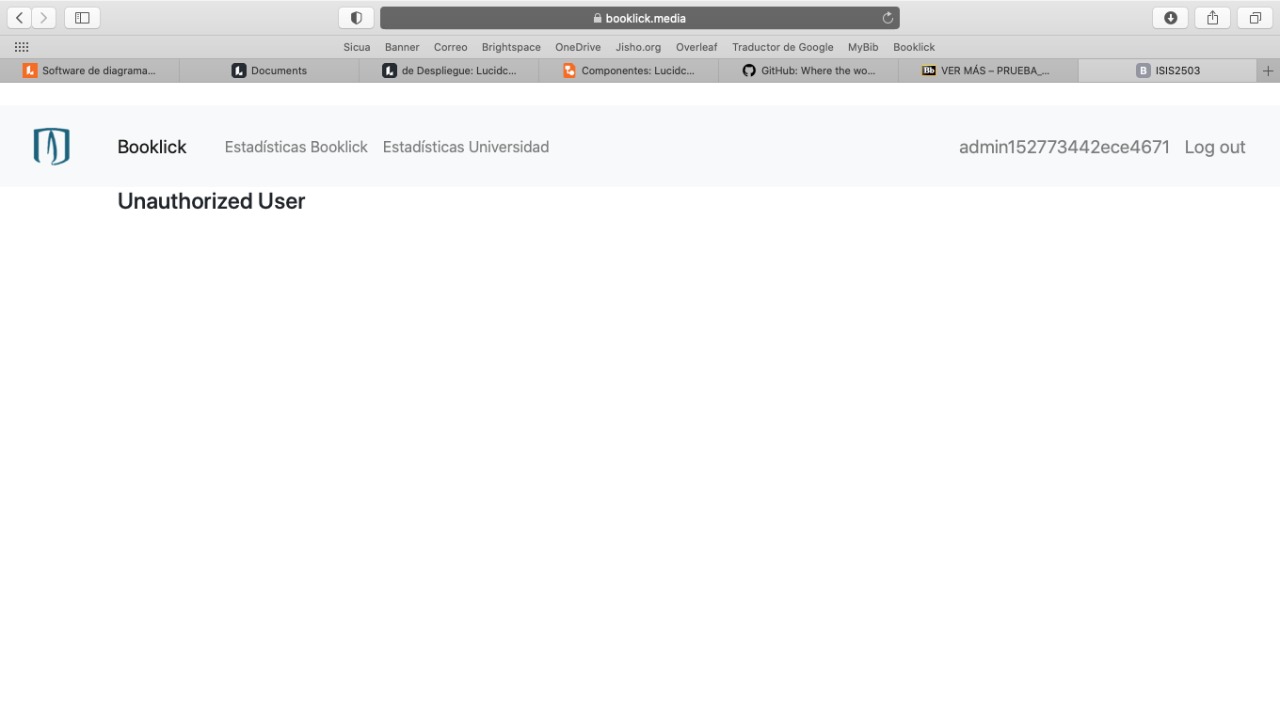 booklick.media
Sicua Banner Correo Brightspace OneDrive Jisho.org Overleaf Traductor de Google MyBib Booklick
Software de diagrama... Documents de Despliegue: Lucidc... Componentes: Lucidc... GitHub: Where the wo... Bb VER MÁS – PRUEBA_... B ISIS2503
Booklick Estadísticas Booklick Estadísticas Universidad admin152773442ece4671 Log out
Unauthorized User